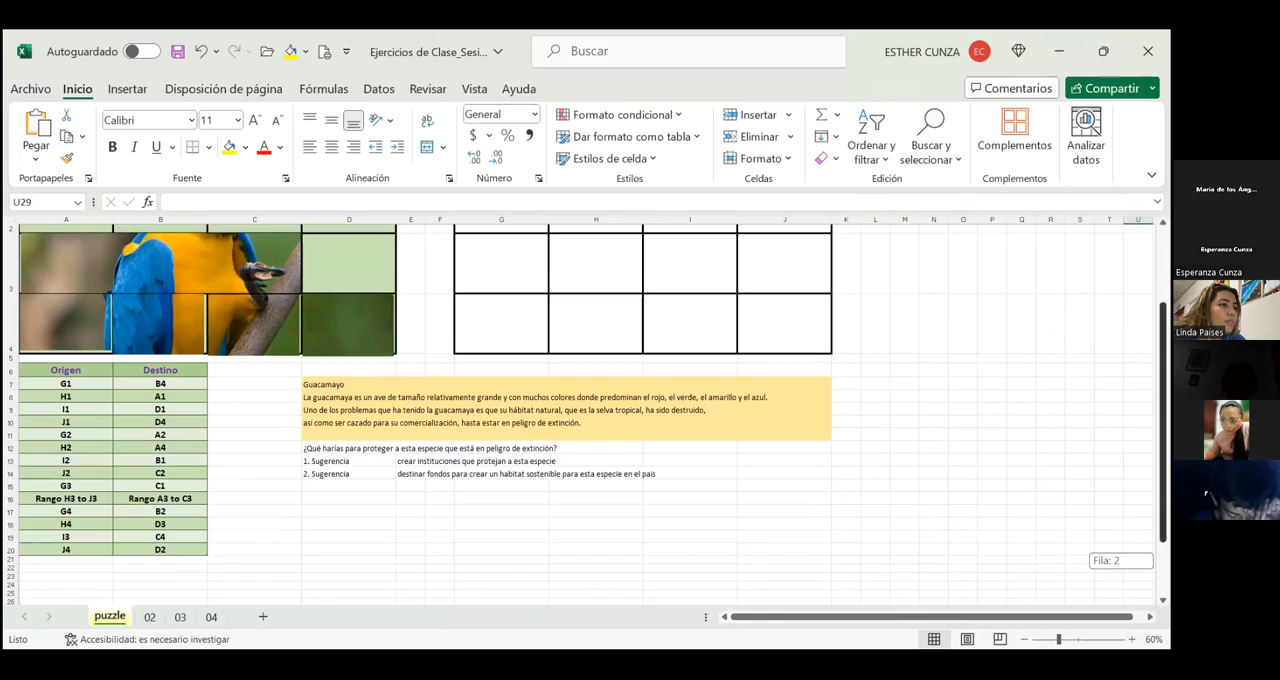 Autoguardado
Ejercicios de Clase_Sesi...
Buscar
ESTHER CUNZA
EC
Archivo
Inicio
Insertar
Disposición de página
Fórmulas
Datos
Revisar
Vista
Ayuda
Comentarios
Compartir
Pegar
Portapapeles
Calibri
11
Fuente
Alineación
General
Número
Formato condicional
Dar formato como tabla
Estilos de celda
Estilos
Insertar
Eliminar
Formato
Celdas
Ordenar y filtrar
Buscar y seleccionar
Edición
Complementos
Complementos
Analizar datos
U29
A B C D E F G H I J K L M N O P Q R S T U
Origen Destino
G1 B4
H1 A1
I1 D1
J1 D4
G2 A2
H2 A4
I2 B1
J2 C2
G3 C1
Rango H3 to J3 Rango A3 to C3
G4 B2
H4 D3
I3 C4
J4 D2
Guacamayo
La guacamaya es un ave de tamaño relativamente grande y con muchos colores donde predominan el rojo, el verde, el amarillo y el azul.
Uno de los problemas que ha tenido la guacamaya es que su hábitat natural, que es la selva tropical, ha sido destruido,
así como ser cazado para su comercialización, hasta estar en peligro de extinción.
¿Qué harías para proteger a esta especie que está en peligro de extinción?
1. Sugerencia crear instituciones que protejan a esta especie
2. Sugerencia destinar fondos para crear un habitat sostenible para esta especie en el pais
Fila: 2
puzzle 02 03 04
Listo
Accesibilidad: es necesario investigar
60%
Maria de los Áng...
Esperanza Cunza
Esperanza Cunza
Linda Paises